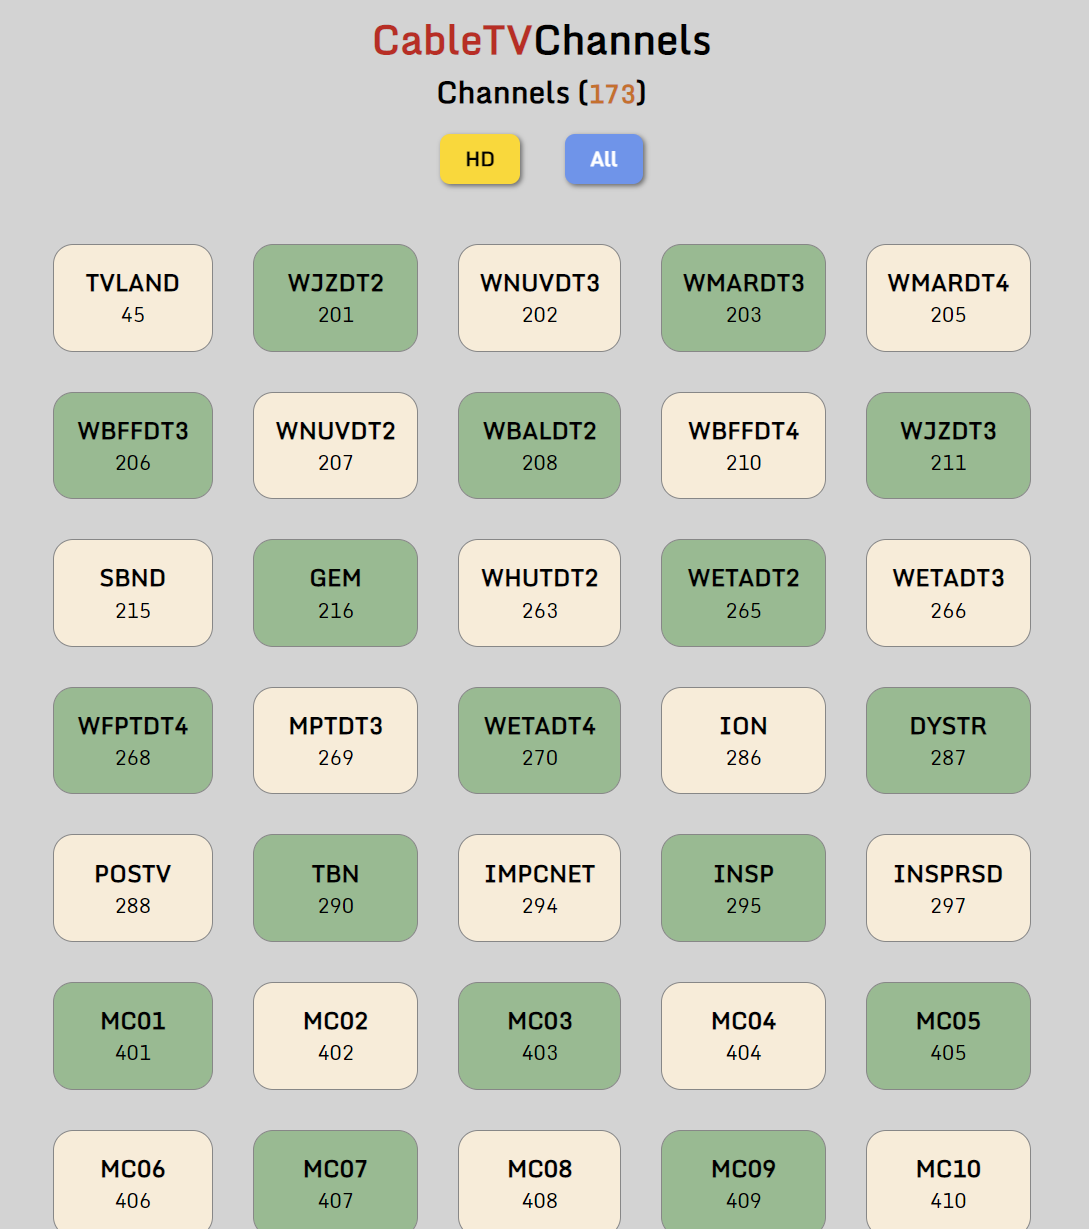 CableTVChannels
Channels (173)
HD All
TVLAND WJZDT2 WNUVDT3 WMARDT3 WMARDT4
45 201 202 203 205
WBFFDT3 WNUVDT2 WBALDT2 WBFFDT4 WJZDT3
206 207 208 210 211
SBND GEM WHUTDT2 WETADT2 WETADT3
215 216 263 265 266
WFPTDT4 MPTDT3 WETADT4 ION DYSTR
268 269 270 286 287
POSTV TBN IMPCNET INSP INSPRSD
288 290 294 295 297
MC01 MC02 MC03 MC04 MC05
401 402 403 404 405
MC06 MC07 MC08 MC09 MC10
406 407 408 409 410